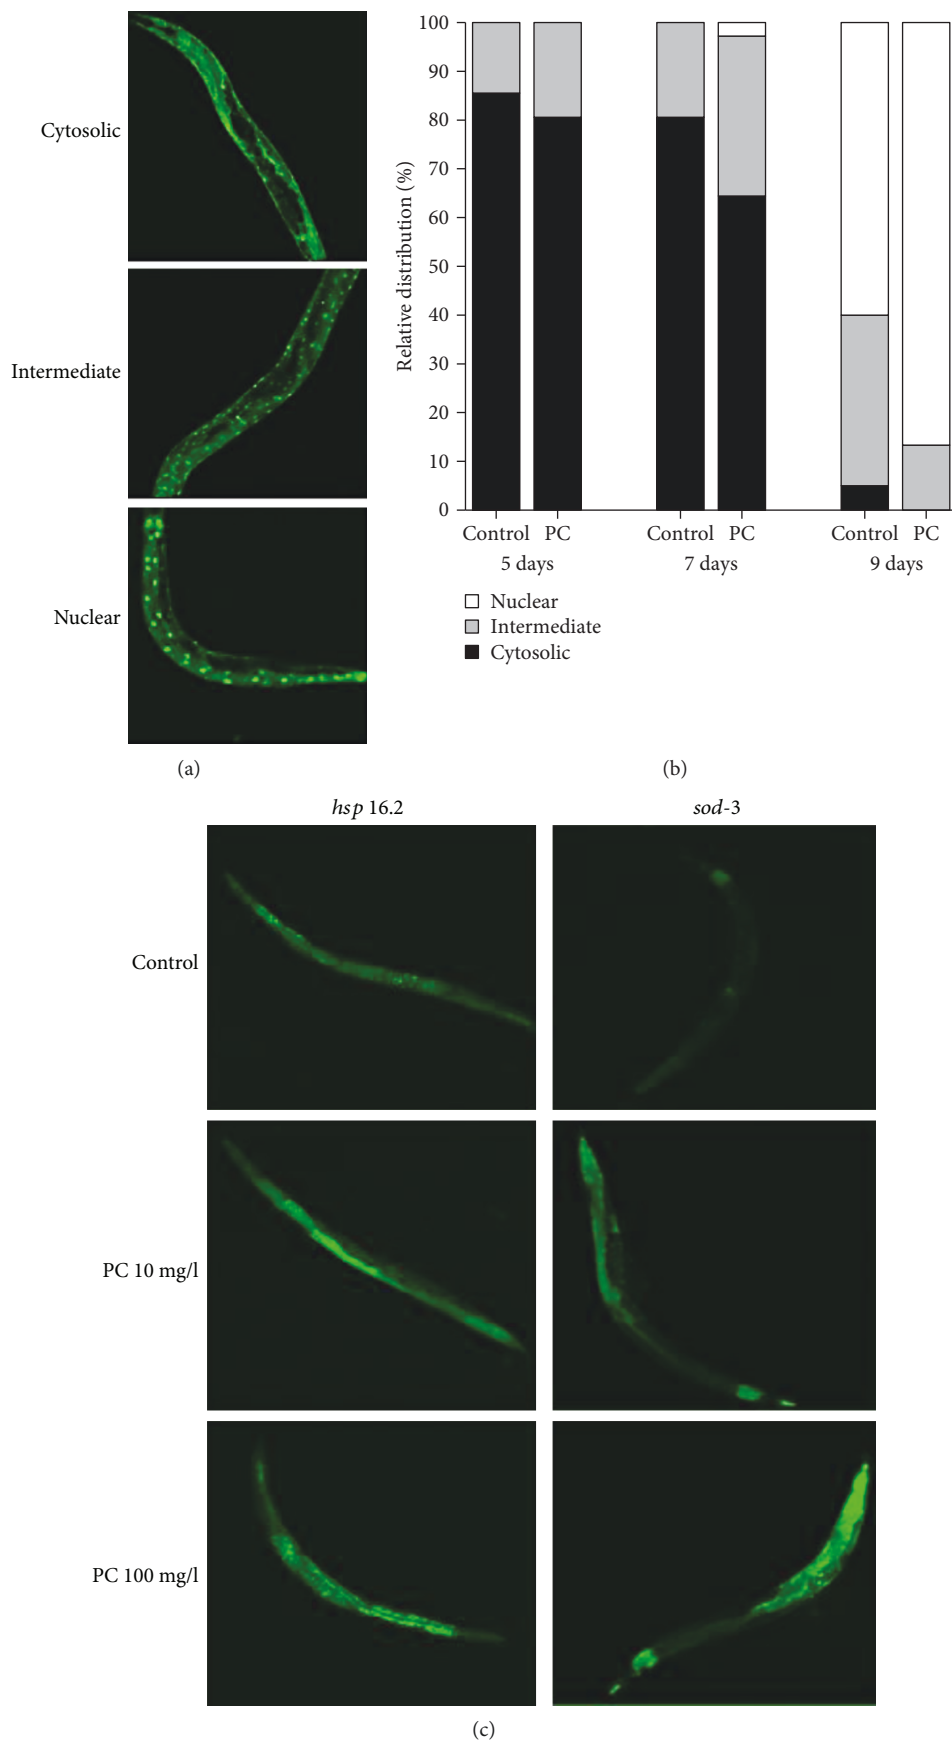 Cytosolic
Intermediate
Nuclear
(a)
Relative distribution (%)
100
90
80
70
60
50
40
30
20
10
0
Control PC Control PC Control PC
5 days 7 days 9 days
Nuclear
Intermediate
Cytosolic
(b)
hsp 16.2 sod-3
Control
PC 10 mg/l
PC 100 mg/l
(c)